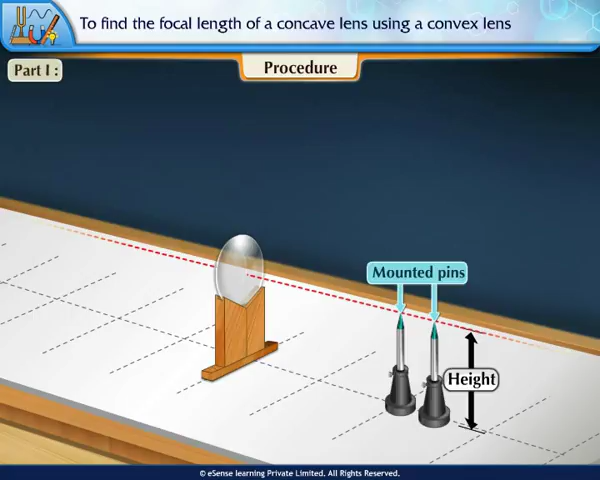 To find the focal length of a concave lens using a convex lens
Part I :
Procedure
Mounted pins
Height
© eSense learning Private Limited. All Rights Reserved.